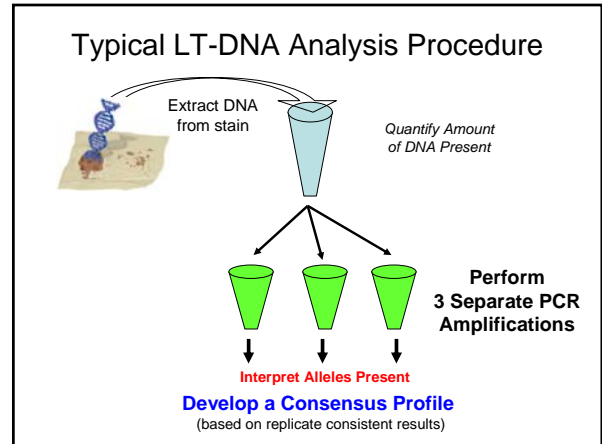 Typical LT-DNA Analysis Procedure
Extract DNA
from stain
Quantify Amount
of DNA Present
Perform
3 Separate PCR
Amplifications
Interpret Alleles Present
Develop a Consensus Profile
(based on replicate consistent results)